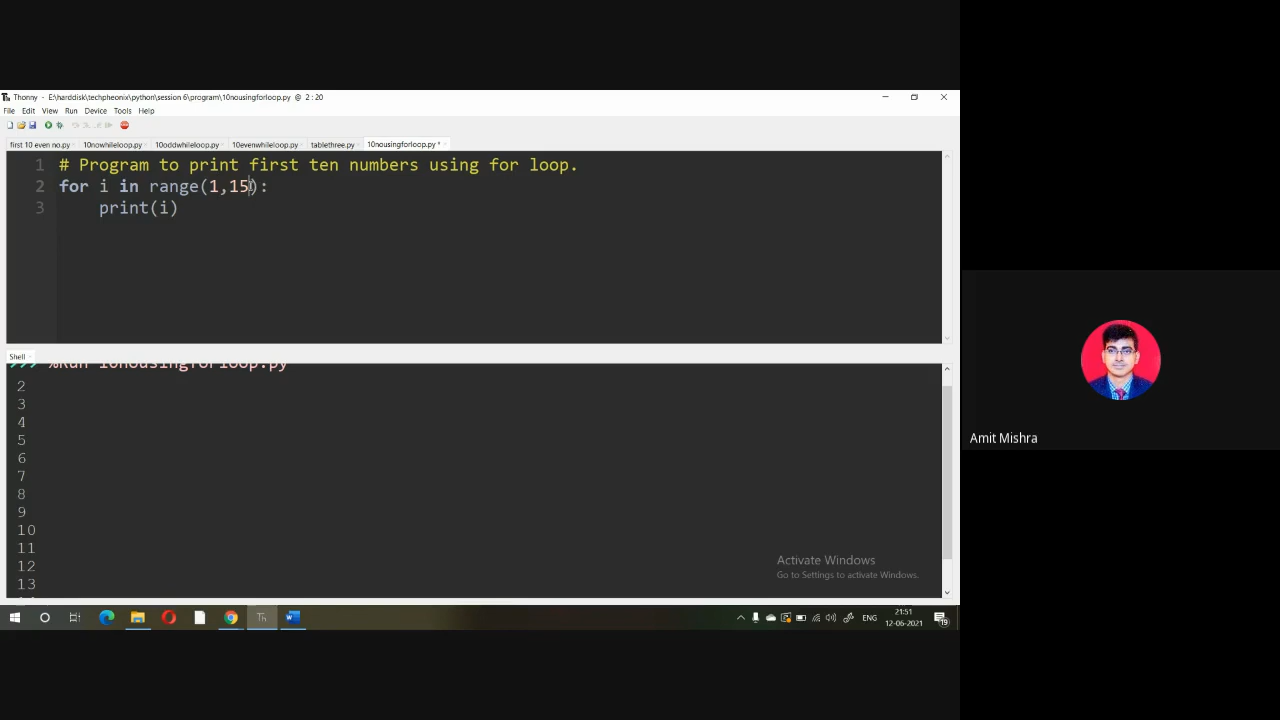 Thonny - E:\harddisk\techpheonix\python\session 6\program\10nousingforloop.py @ 2 : 20
File Edit View Run Device Tools Help
first 10 even no.py 10nowhileloop.py 10oddwhileloop.py 10evenwhileloop.py tablethree.py 10nousingforloop.py *
1 # Program to print first ten numbers using for loop.
2 for i in range(1,15):
3 print(i)
Shell
>>> %Run 10nousingforloop.py
2
3
4
5
6
7
8
9
10
11
12
13
Activate Windows
Go to Settings to activate Windows.
Amit Mishra
ENG
21:51
12-06-2021
19